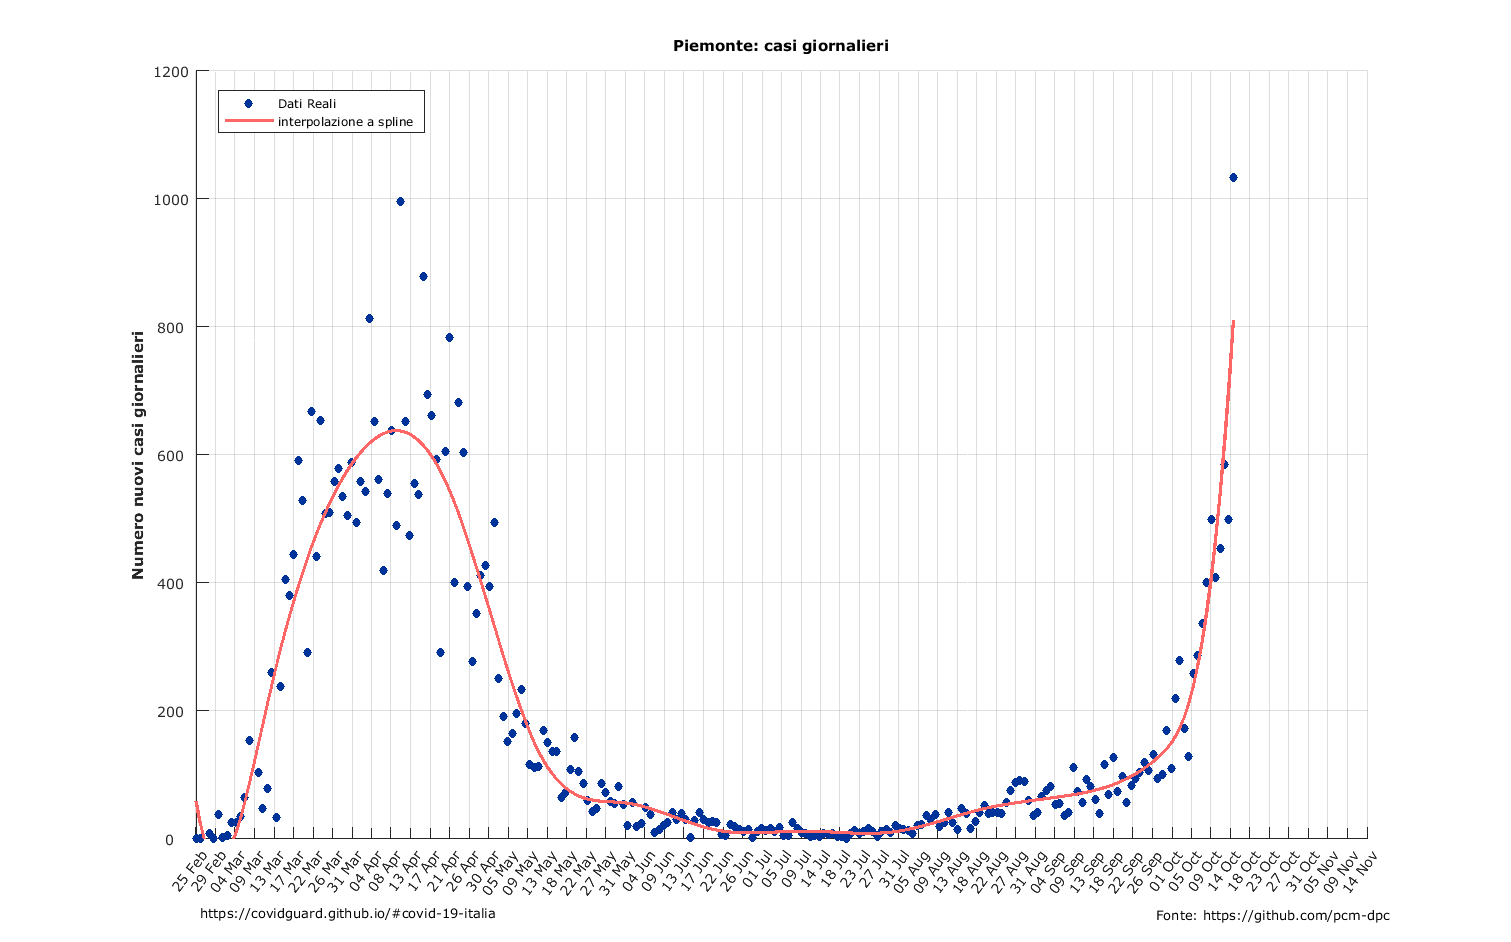 Piemonte: casi giornalieri
Dati Reali
interpolazione a spline
Numero nuovi casi giornalieri
1200
1000
800
600
400
200
0
25 Feb
29 Feb
04 Mar
09 Mar
13 Mar
17 Mar
22 Mar
26 Mar
31 Mar
04 Apr
08 Apr
13 Apr
17 Apr
21 Apr
26 Apr
30 Apr
05 May
09 May
13 May
18 May
22 May
27 May
31 May
04 Jun
09 Jun
13 Jun
17 Jun
22 Jun
26 Jun
01 Jul
05 Jul
09 Jul
14 Jul
18 Jul
23 Jul
27 Jul
31 Jul
05 Aug
09 Aug
13 Aug
18 Aug
22 Aug
27 Aug
31 Aug
04 Sep
09 Sep
13 Sep
18 Sep
22 Sep
26 Sep
01 Oct
05 Oct
09 Oct
14 Oct
18 Oct
23 Oct
27 Oct
31 Oct
05 Nov
09 Nov
14 Nov
https://covidguard.github.io/#covid-19-italia
Fonte: https://github.com/pcm-dpc